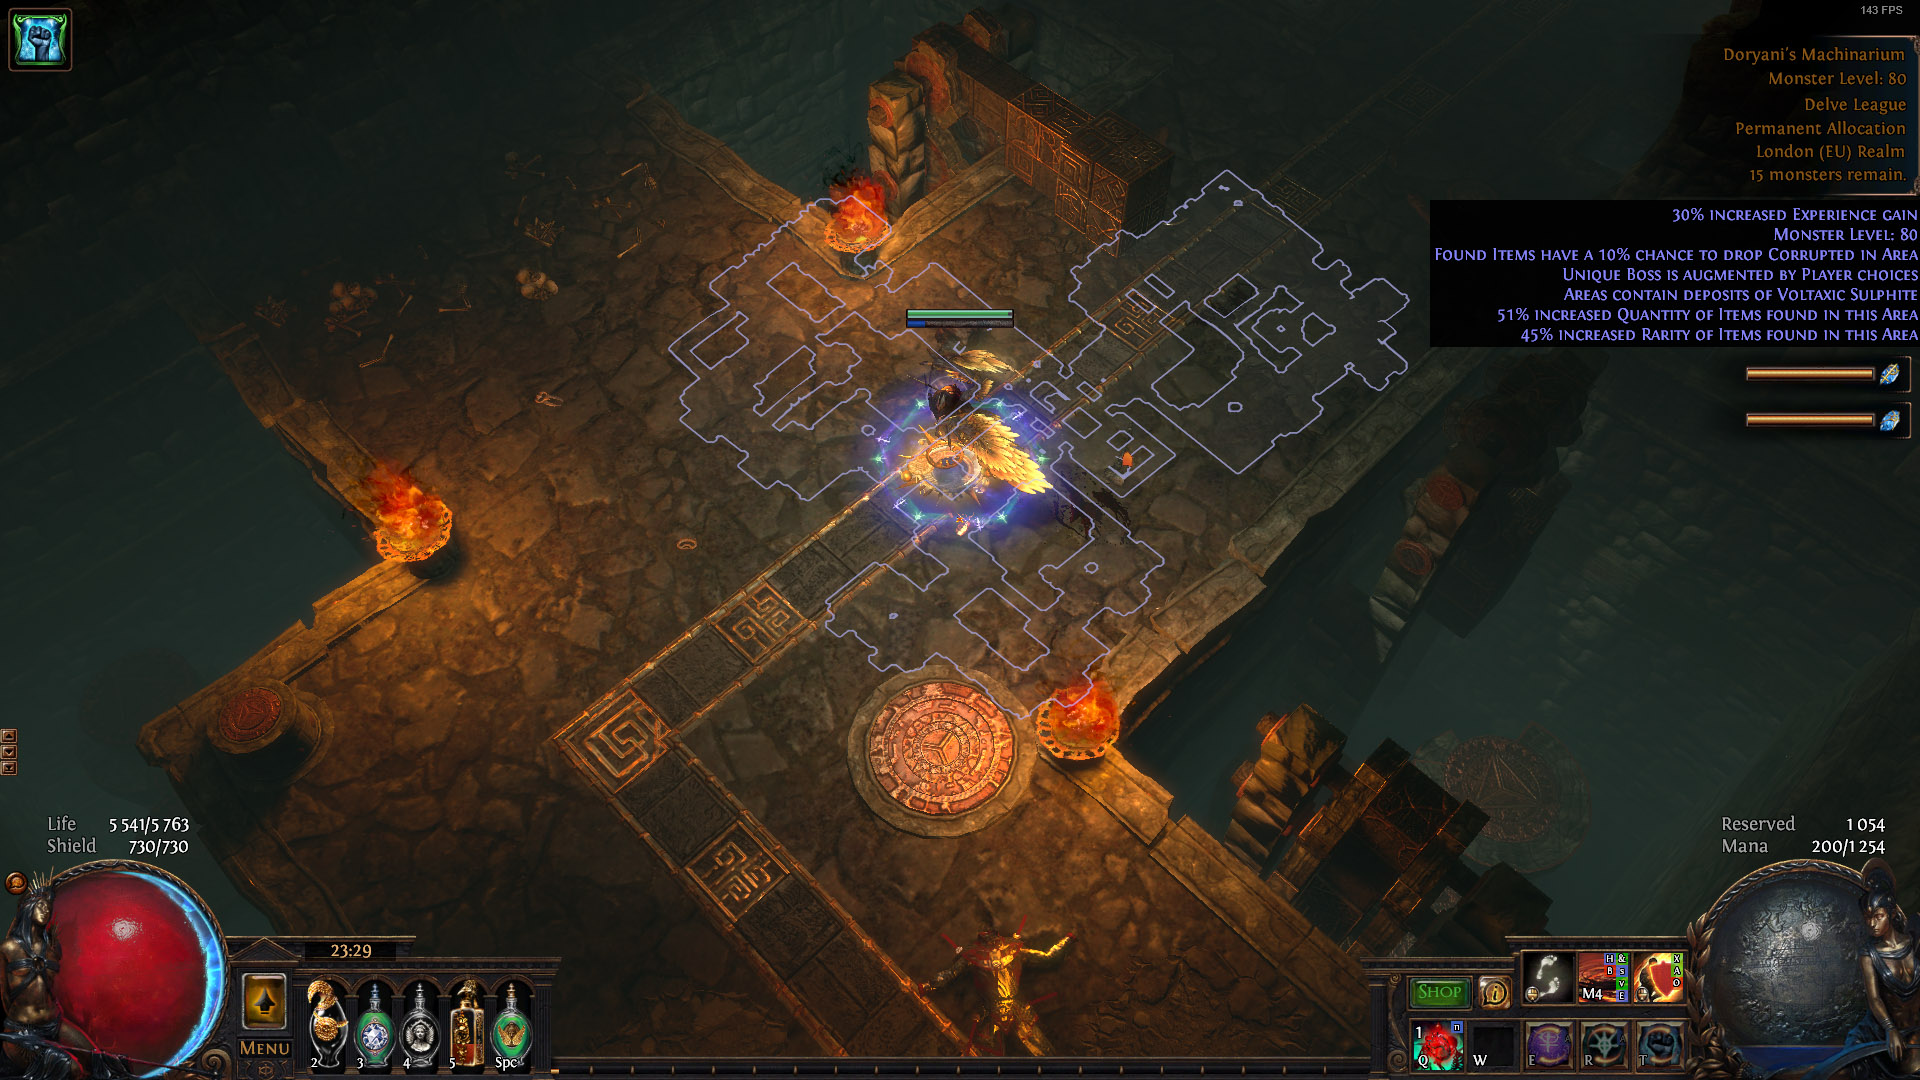 143 FPS
Doryani's Machinarium
Monster Level: 80
Delve League
Permanent Allocation
London (EU) Realm
15 monsters remain.
30% increased Experience gain
Monster Level: 80
Found Items have a 10% chance to drop Corrupted in Area
Unique Boss is augmented by Player choices
Areas contain deposits of Voltaxic Sulphite
51% increased Quantity of Items found in this Area
45% increased Rarity of Items found in this Area
Life 5 541/5 763
Shield 730/730
Reserved 1 054
Mana 200/1 254
23:29
Menu
2 3 4 5 Spc
Shop
H & B S V M4 E
X A O
1 n Q W E R T